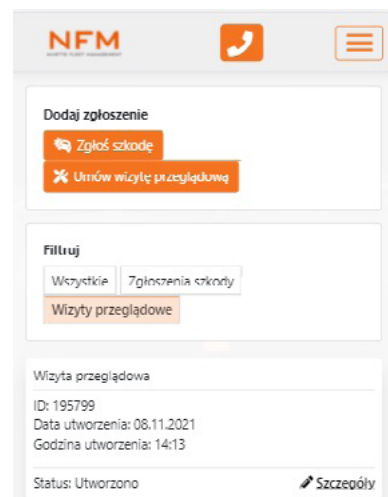 NFM
Dodaj zgłoszenie
Zgłoś szkodę
Umów wizytę przeglądową
Filtruj
Wszystkie Zgłoszenia szkody
Wizyty przeglądowe
Wizyta przeglądowa
ID: 195799
Data utworzenia: 08.11.2021
Godzina utworzenia: 14:13
Status: Utworzono Szczegóły